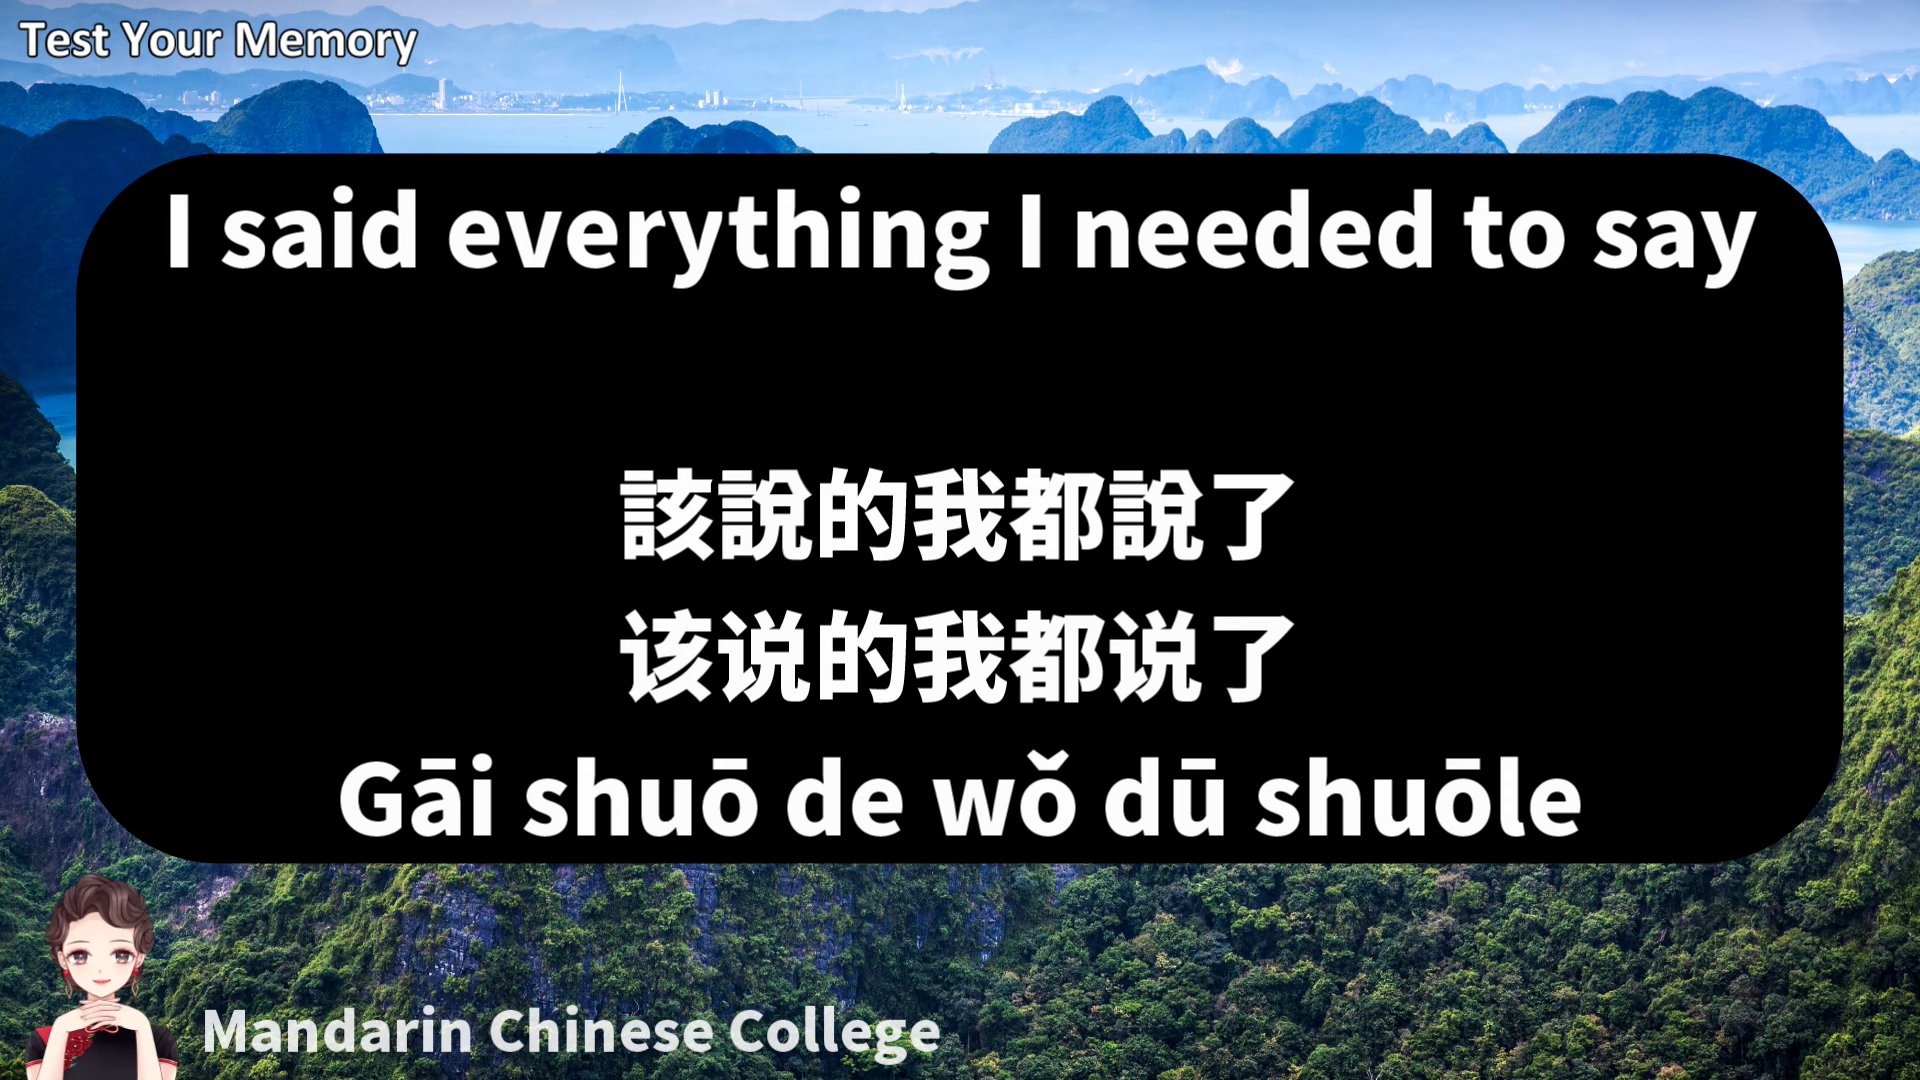 Test Your Memory
I said everything I needed to say
該說的我都說了
该说的我都说了
Gāi shuō de wǒ dū shuōle
Mandarin Chinese College